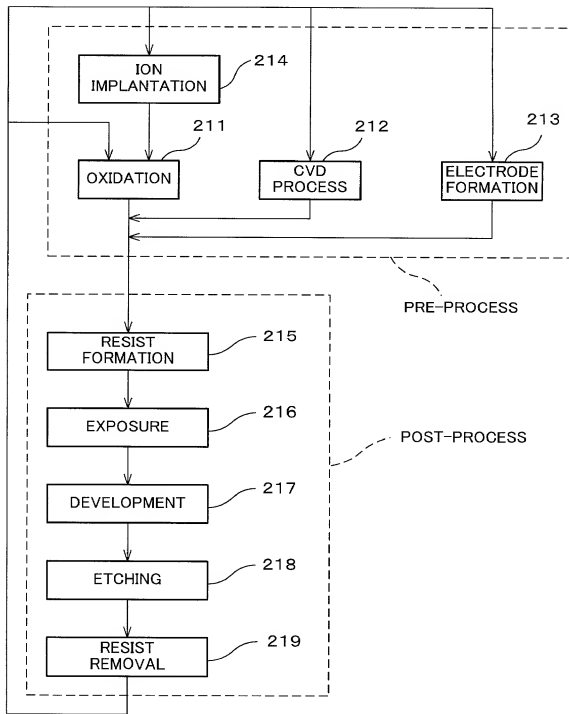 ION
IMPLANTATION
214
211
212
213
OXIDATION
CVD
PROCESS
ELECTRODE
FORMATION
PRE-PROCESS
RESIST
FORMATION
215
EXPOSURE
216
POST-PROCESS
DEVELOPMENT
217
ETCHING
218
RESIST
REMOVAL
219